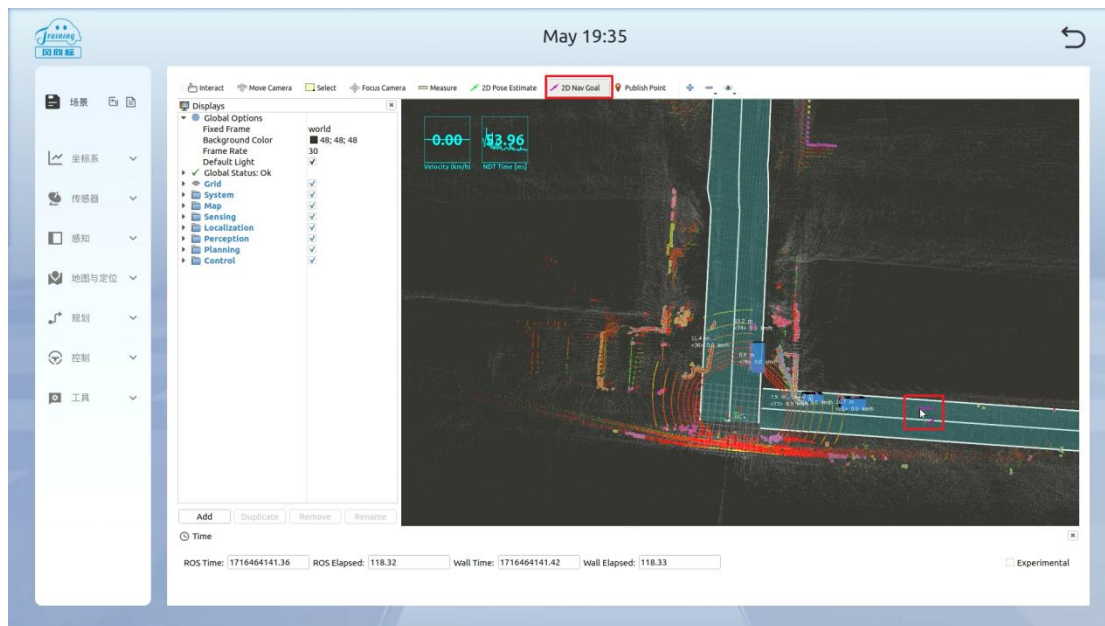 Training
May 19:35
场景
坐标系
传感器
感知
地图与定位
规划
控制
工具
Interact Move Camera Select Focus Camera Measure 2D Pose Estimate 2D Nav Goal Publish Point
Displays
Global Options
Fixed Frame world
Background Color 48; 48; 48
Frame Rate 30
Default Light
Global Status: Ok
Grid
System
Map
Sensing
Localization
Perception
Planning
Control
0.00 53.96
Velocity (km/h) NDT Time [ms]
Add Duplicate Remove Rename
Time
ROS Time: 1716464141.36 ROS Elapsed: 118.32 Wall Time: 1716464141.42 Wall Elapsed: 118.33 Experimental